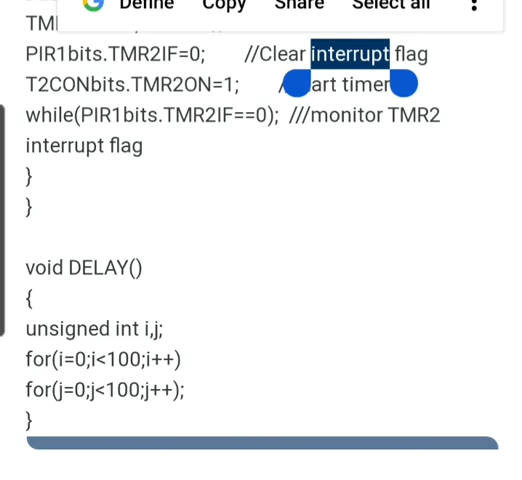 Define Copy Share Select all
PIR1bits.TMR2IF=0; //Clear interrupt flag
T2CONbits.TMR2ON=1; art timer
while(PIR1bits.TMR2IF==0); ///monitor TMR2
interrupt flag
}
}
void DELAY()
{
unsigned int i,j;
for(i=0;i<100;i++)
for(j=0;j<100;j++);
}